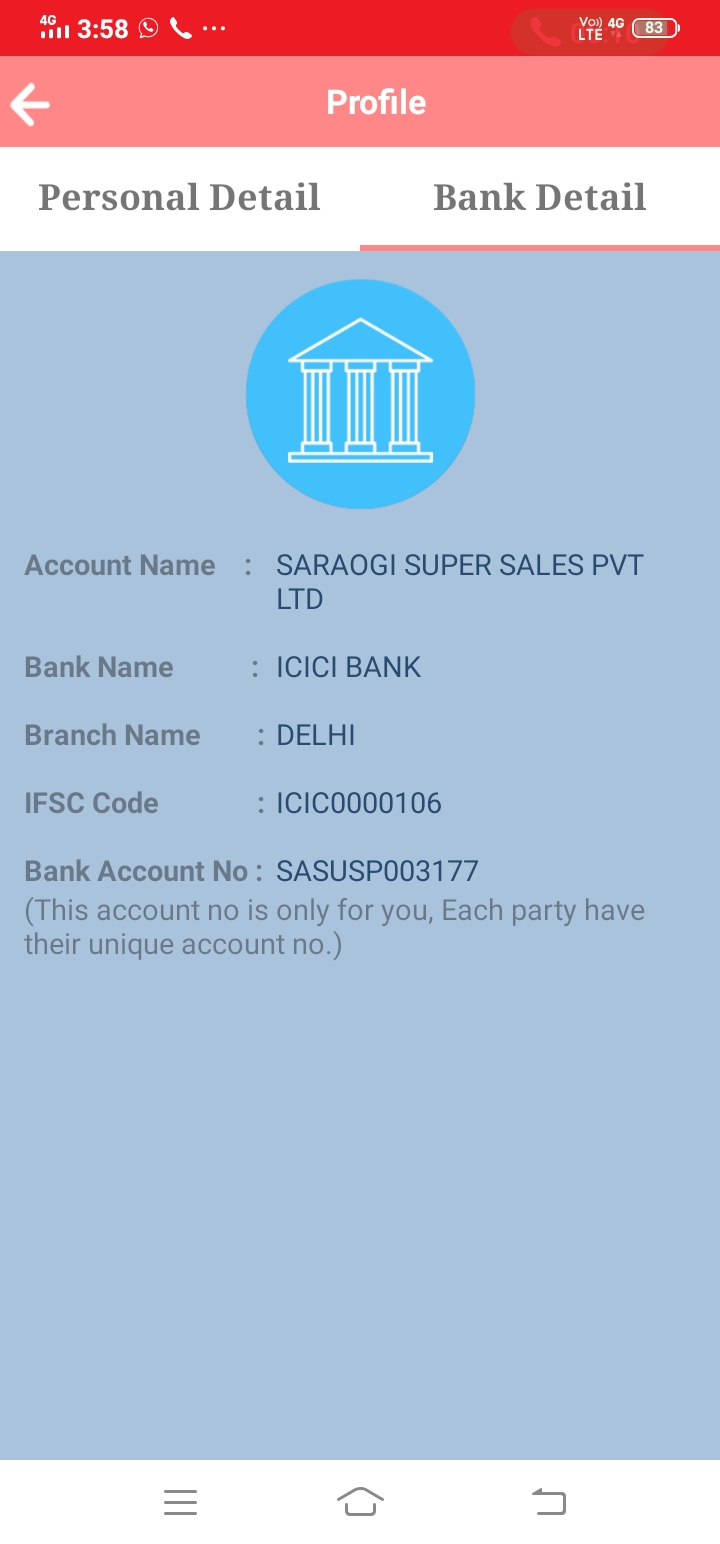 4G 3:58 ... Vo)) LTE 4G 83
Profile
Personal Detail Bank Detail
Account Name : SARAOGI SUPER SALES PVT
LTD
Bank Name : ICICI BANK
Branch Name : DELHI
IFSC Code : ICIC0000106
Bank Account No : SASUSP003177
(This account no is only for you, Each party have
their unique account no.)